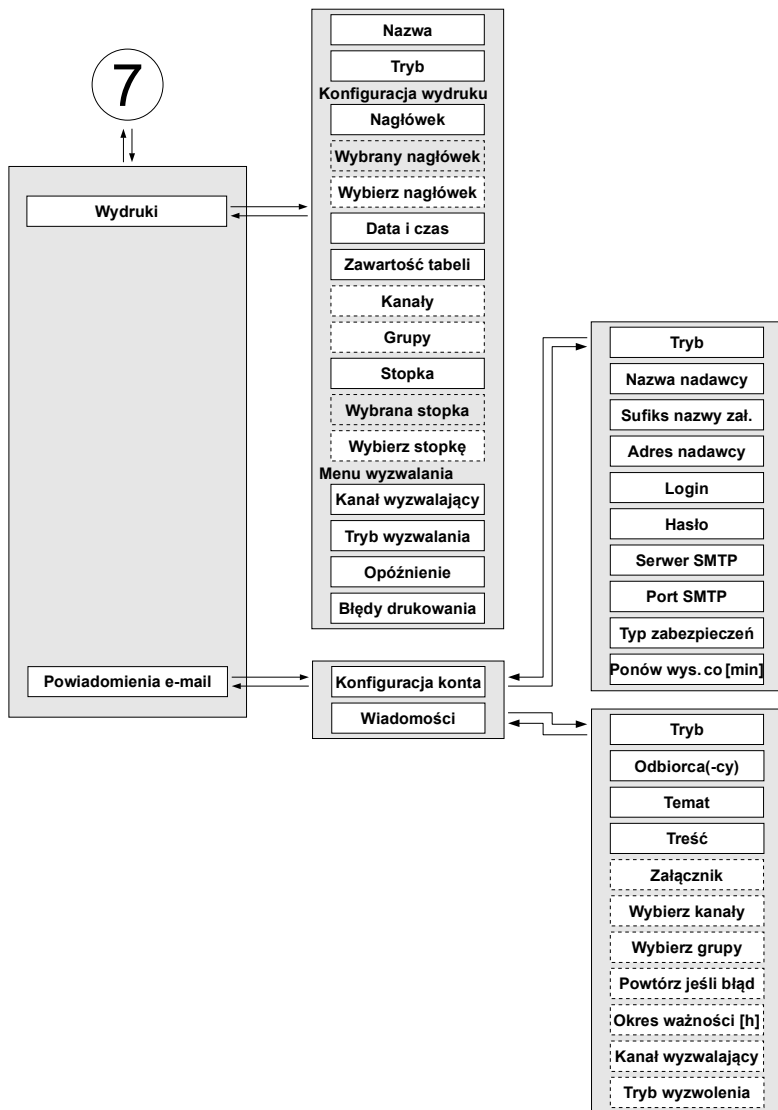 7
Wydruki
Powiadomienia e-mail
Nazwa
Tryb
Konfiguracja wydruku
Nagłówek
Wybrany nagłówek
Wybierz nagłówek
Data i czas
Zawartość tabeli
Kanały
Grupy
Stopka
Wybrana stopka
Wybierz stopkę
Menu wyzwalania
Kanał wyzwalający
Tryb wyzwalania
Opóźnienie
Błędy drukowania
Konfiguracja konta
Wiadomości
Tryb
Nazwa nadawcy
Sufiks nazwy zał.
Adres nadawcy
Login
Hasło
Serwer SMTP
Port SMTP
Typ zabezpieczeń
Ponów wys. co [min]
Tryb
Odbiorca(-cy)
Temat
Treść
Załącznik
Wybierz kanały
Wybierz grupy
Powtórz jeśli błąd
Okres ważności [h]
Kanał wyzwalający
Tryb wyzwolenia